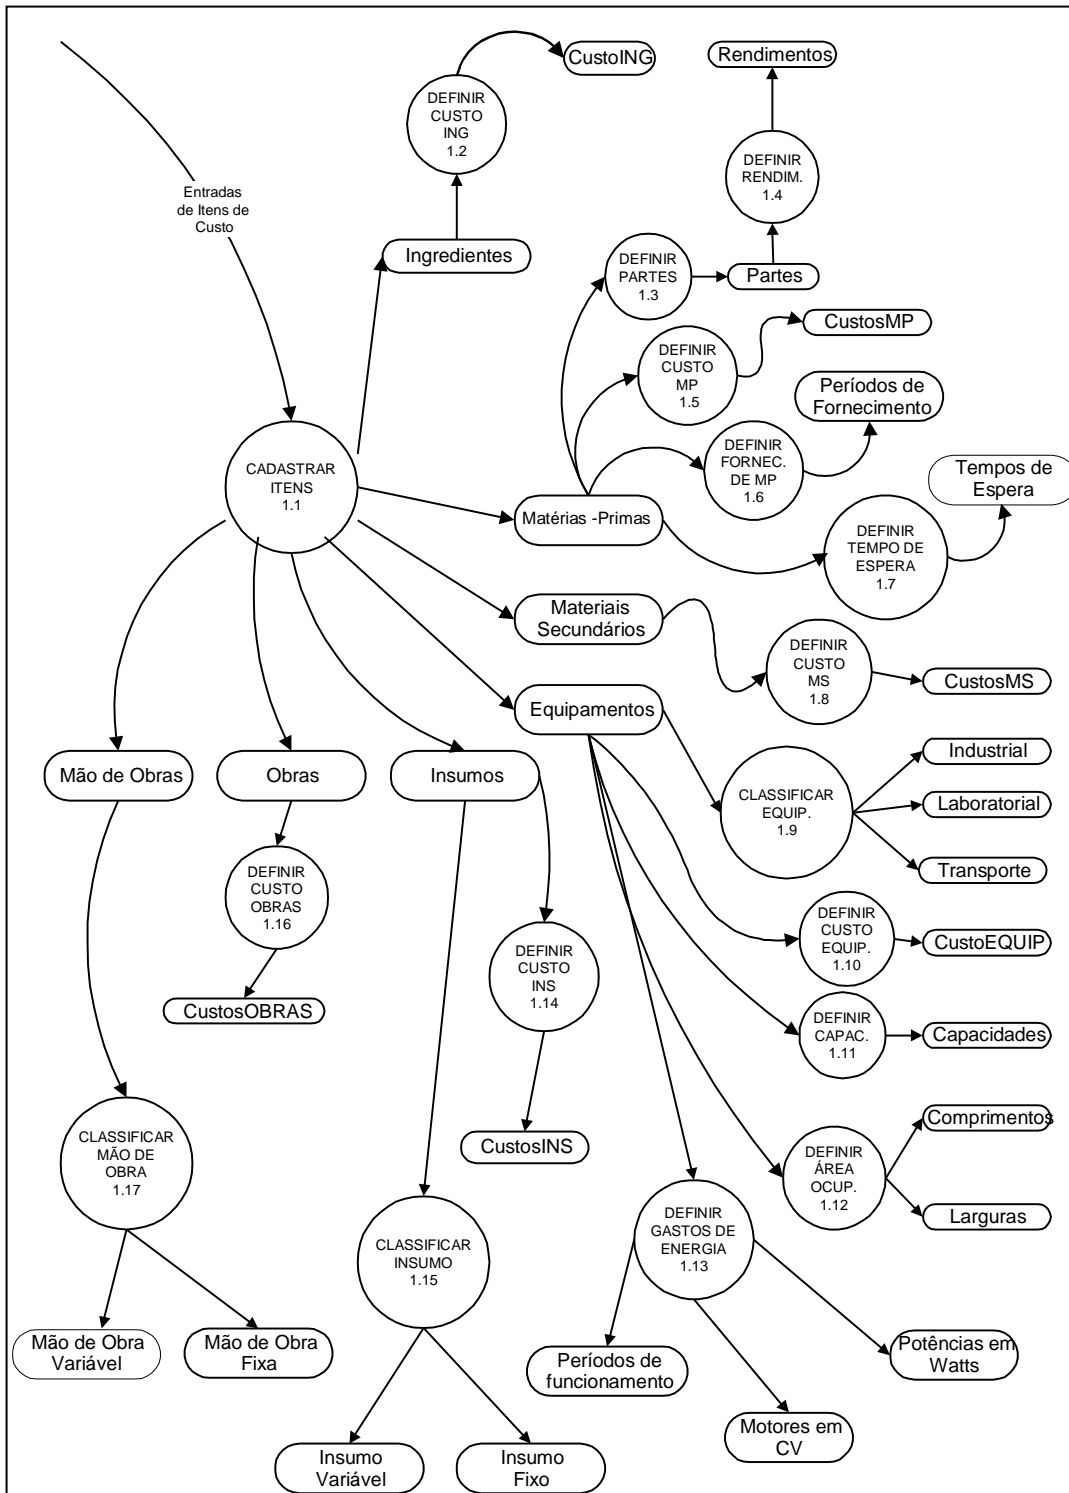 CustoING
Rendimentos
DEFINIR
CUSTO
ING
1.2
DEFINIR
RENDIM.
1.4
Entradas
de Itens de
Custo
Ingredientes
DEFINIR
PARTES
1.3
Partes
CustosMP
DEFINIR
CUSTO
MP
1.5
Períodos de
Fornecimento
DEFINIR
FORNEC.
DE MP
1.6
CADASTRAR
ITENS
1.1
Tempos de
Espera
Matérias -Primas
DEFINIR
TEMPO DE
ESPERA
1.7
Materiais
Secundários
DEFINIR
CUSTO
MS
1.8
CustosMS
Equipamentos
Mão de Obras
Obras
Insumos
CLASSIFICAR
EQUIP.
1.9
Industrial
Laboratorial
Transporte
DEFINIR
CUSTO
OBRAS
1.16
DEFINIR
CUSTO
EQUIP.
1.10
CustoEQUIP
DEFINIR
CUSTO
INS
1.14
CustosOBRAS
DEFINIR
CAPAC.
1.11
Capacidades
CLASSIFICAR
MÃO DE
OBRA
1.17
CustosINS
Comprimentos
DEFINIR
ÁREA
OCUP.
1.12
Larguras
CLASSIFICAR
INSUMO
1.15
DEFINIR
GASTOS DE
ENERGIA
1.13
Mão de Obra
Variável
Mão de Obra
Fixa
Períodos de
funcionamento
Potências em
Watts
Motores em
CV
Insumo
Variável
Insumo
Fixo